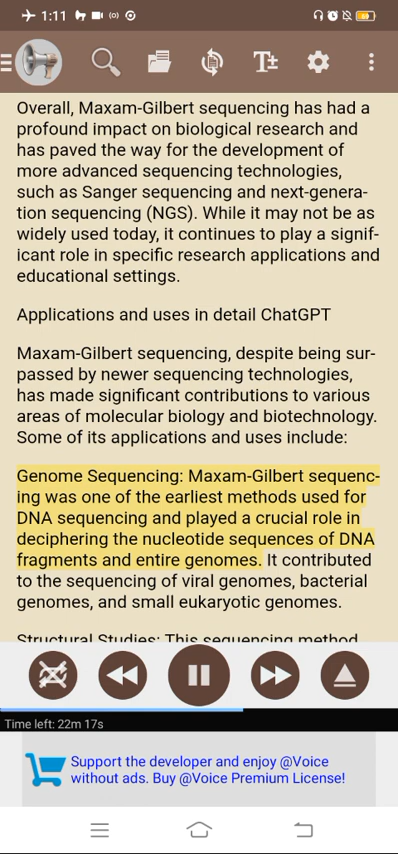 1:11
T±
Overall, Maxam-Gilbert sequencing has had a
profound impact on biological research and
has paved the way for the development of
more advanced sequencing technologies,
such as Sanger sequencing and next-genera-
tion sequencing (NGS). While it may not be as
widely used today, it continues to play a signif-
icant role in specific research applications and
educational settings.
Applications and uses in detail ChatGPT
Maxam-Gilbert sequencing, despite being sur-
passed by newer sequencing technologies,
has made significant contributions to various
areas of molecular biology and biotechnology.
Some of its applications and uses include:
Genome Sequencing: Maxam-Gilbert sequenc-
ing was one of the earliest methods used for
DNA sequencing and played a crucial role in
deciphering the nucleotide sequences of DNA
fragments and entire genomes. It contributed
to the sequencing of viral genomes, bacterial
genomes, and small eukaryotic genomes.
Structural Studies: This sequencing method
Time left: 22m 17s
Support the developer and enjoy @Voice
without ads. Buy @Voice Premium License!